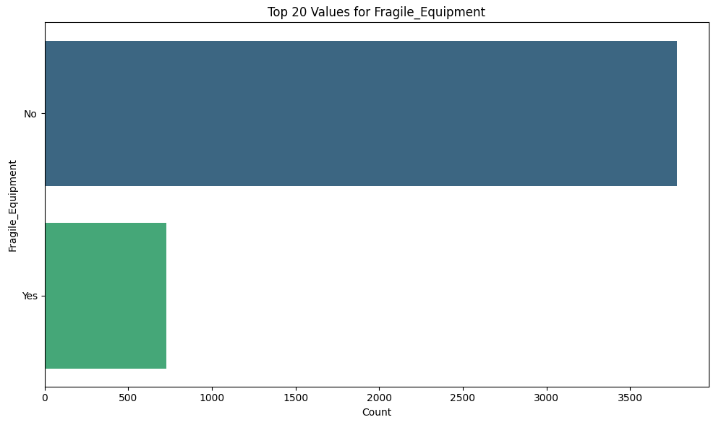 Top 20 Values for Fragile_Equipment
Fragile_Equipment
No
Yes
0 500 1000 1500 2000 2500 3000 3500
Count